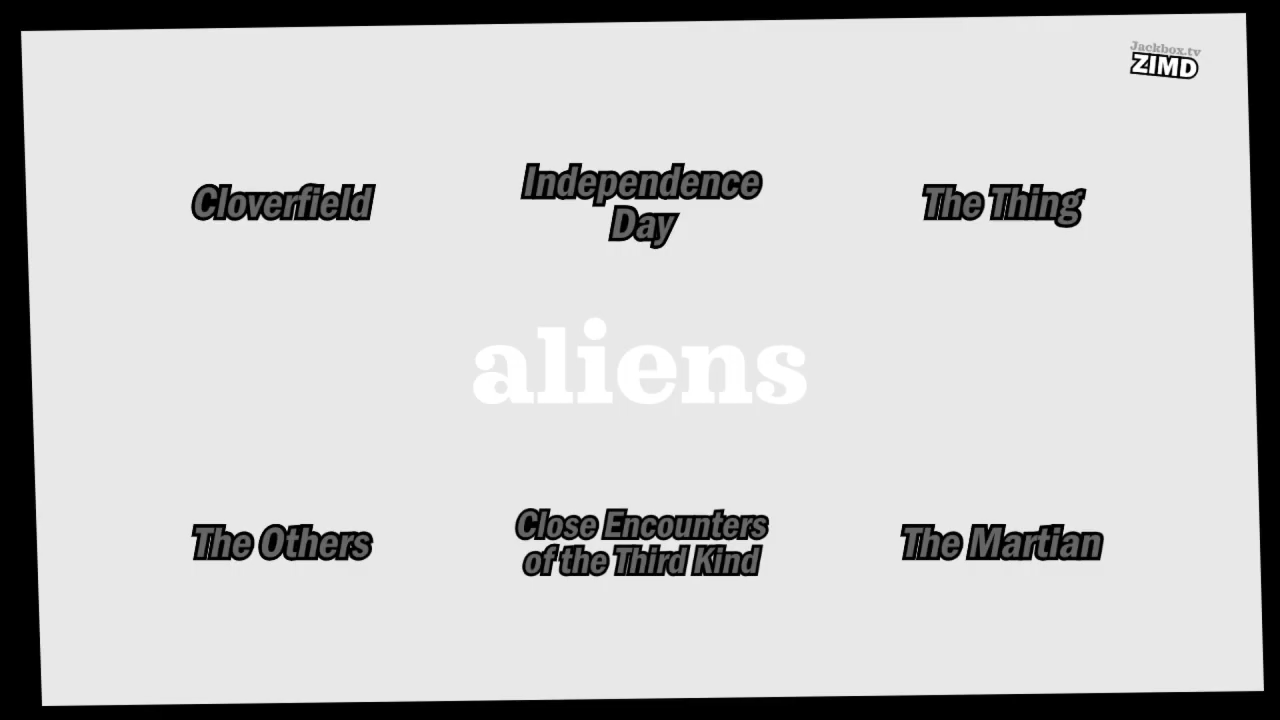 Jackbox.tv
ZIMD
Cloverfield
Independence
Day
The Thing
aliens
The Others
Close Encounters
of the Third Kind
The Martian